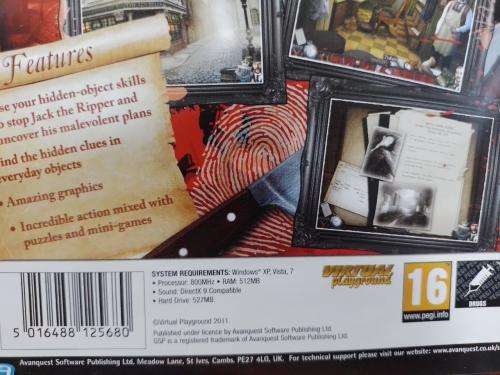 Features
se your hidden-object skills
to stop Jack the Ripper and
uncover his malevolent plans
ind the hidden clues in
everyday objects
• Amazing graphics
• Incredible action mixed with
puzzles and mini-games
SYSTEM REQUIREMENTS: Windows® XP, Vista, 7
• Processor: 800MHz • RAM: 512MB
• Sound: DirectX 9 Compatible
• Hard Drive: 527MB
©Virtual Playground 2011.
Published under licence by Avanquest Software Publishing Ltd.
GSP is a registered trademark of Avanquest Software Publishing Ltd.
VIRTUAL
playground
16
www.pegi.info
DRUGS
5 016488 125680
Avanquest Software Publishing Ltd, Meadow Lane, St Ives, Cambs, PE27 4LG, UK. For technical support please visit our website: www.avanquest.co.uk/s